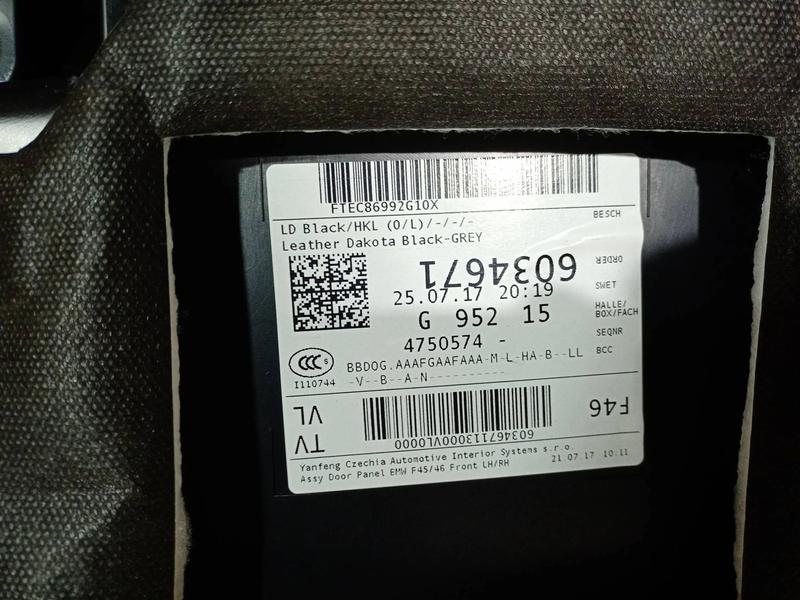 FTEC86992G10X
LD Black/HKL (O/L)/-/-/-
BESCH
Leather Dakota Black-GREY
6034671
ORDER
25.07.17 20:19
SWET
G 952 15
HALLE/
BOX/FACH
4750574 -
SEQNR
CCC S
BBDOG.AAAFGAAFAAA-M-L-HA-B--LL
BCC
I110744
-V--B--A-N----------
VL
TV
F46
603467113000VL0000
Yanfeng Czechia Automotive Interior Systems s.r.o.
Assy Door Panel BMW F45/46 Front LH/RH
21.07.17 10:11